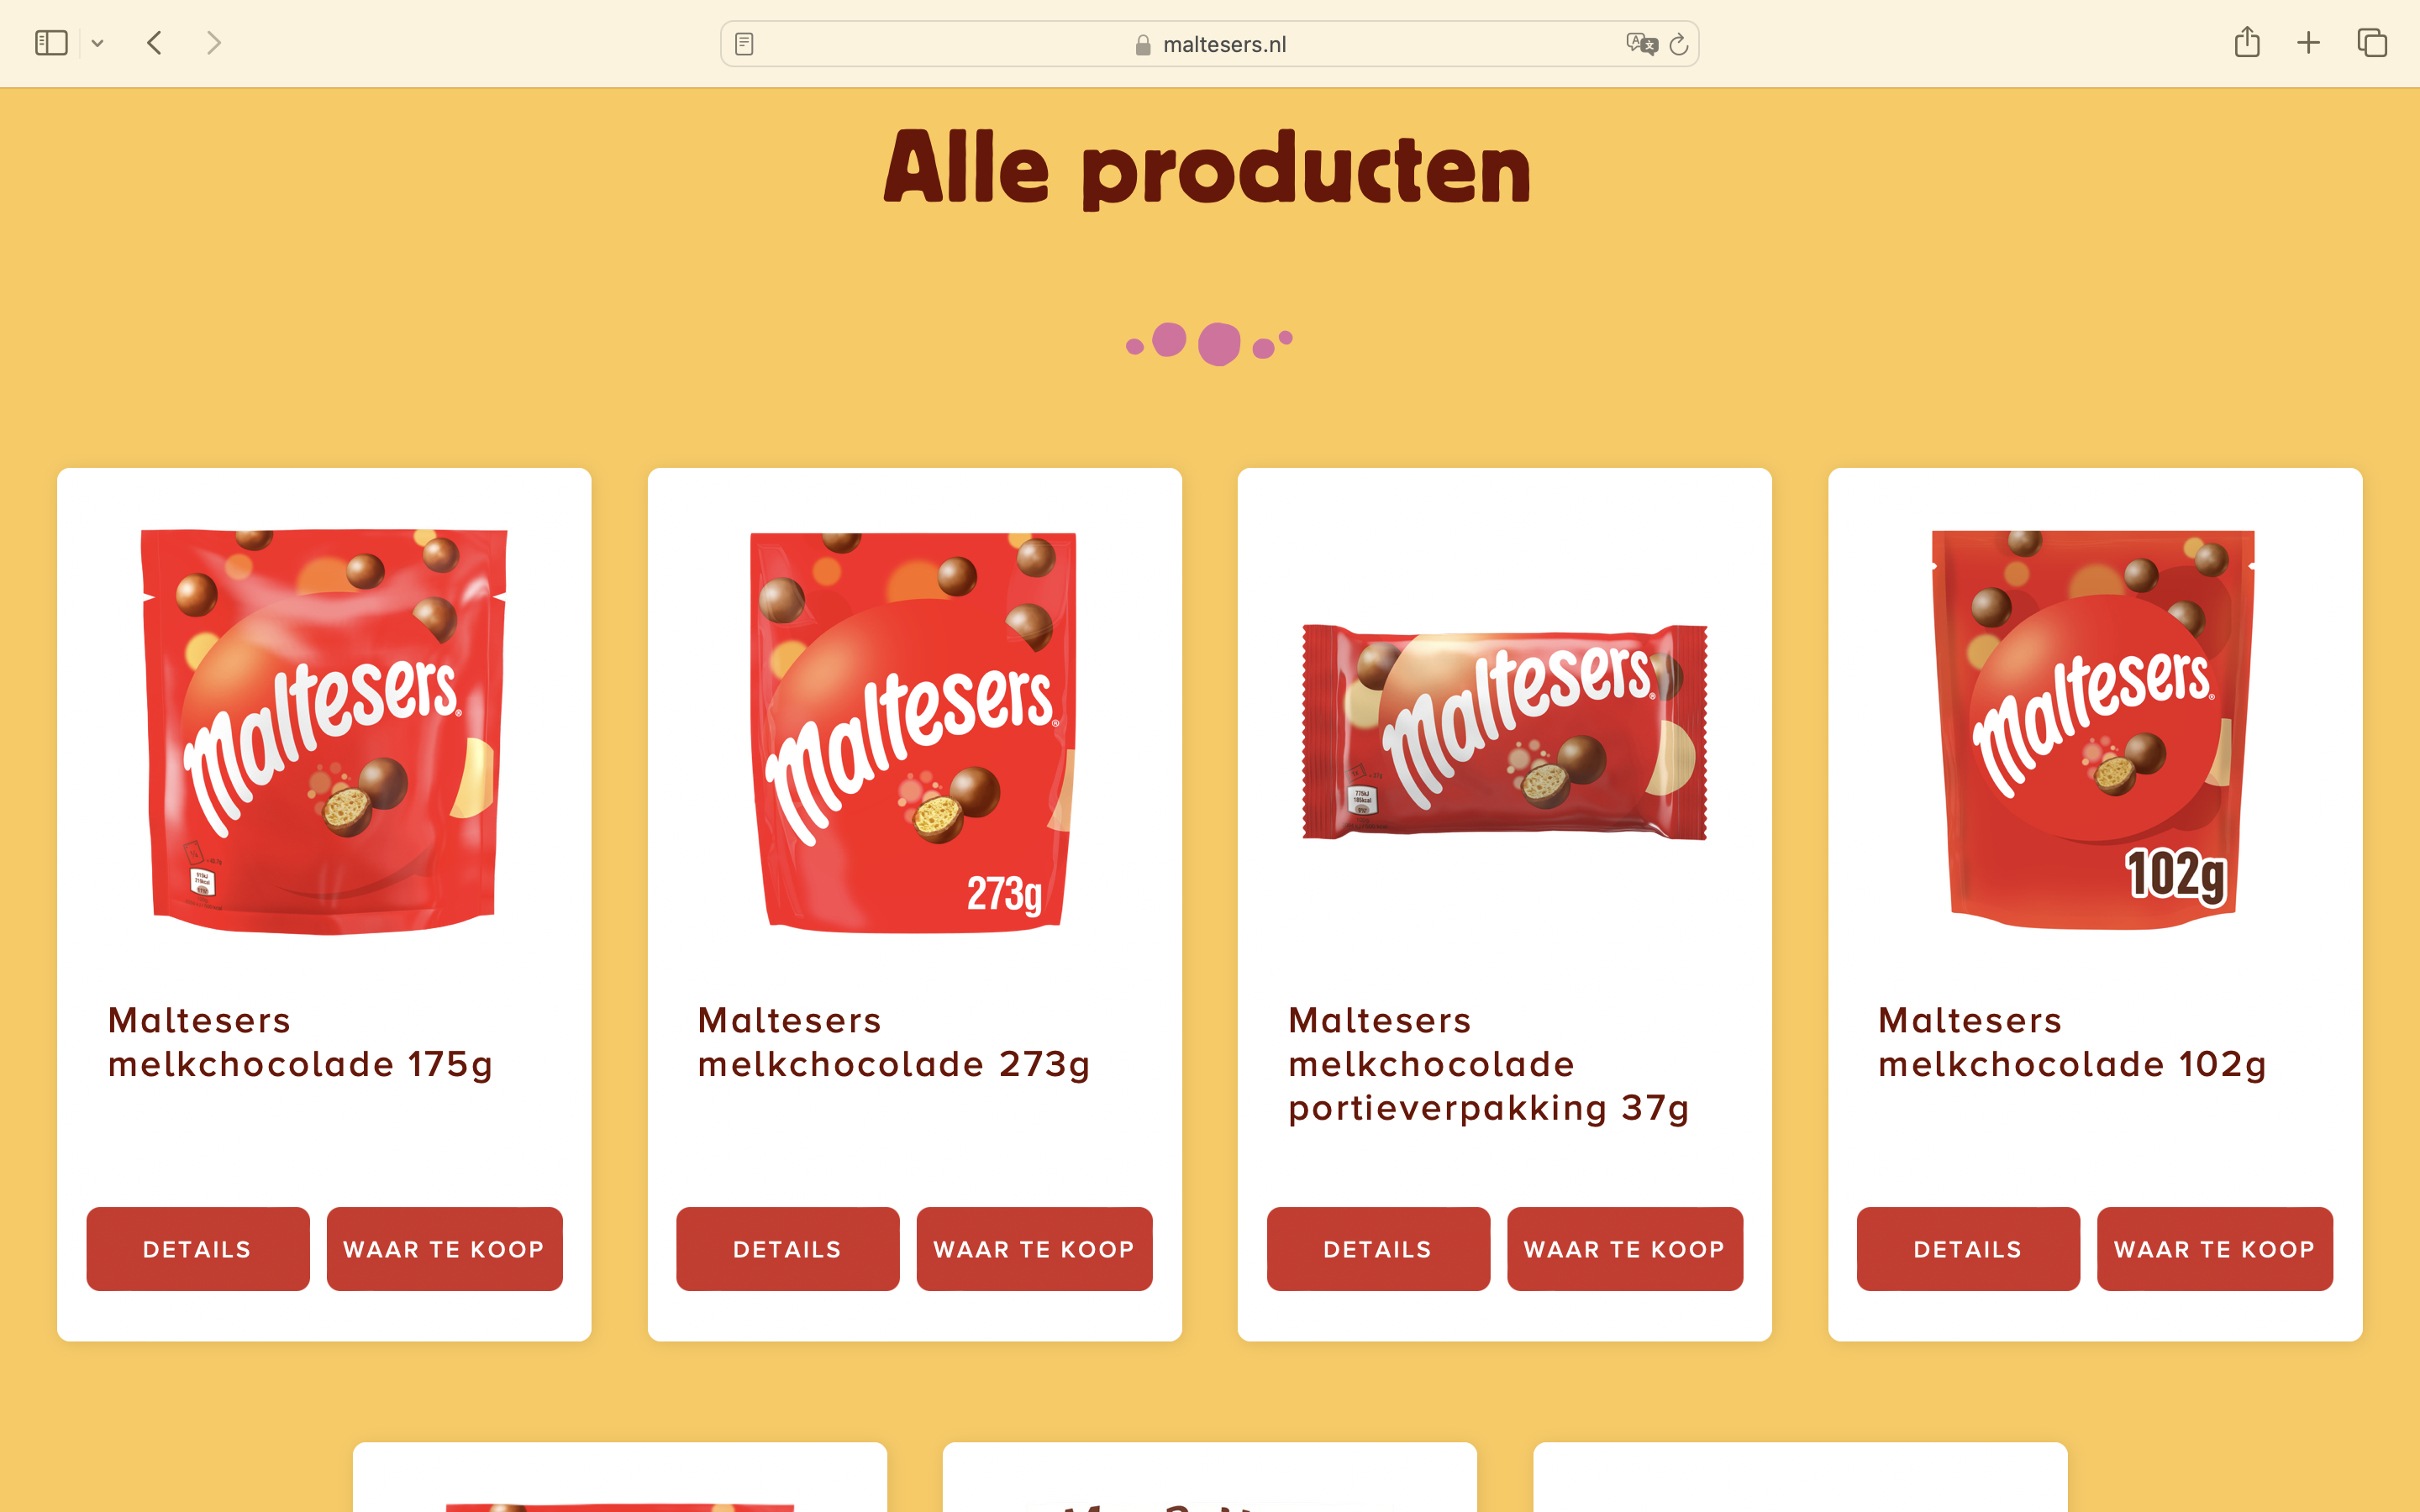 maltesers.nl
Alle producten
Maltesers
Maltesers
273g
Maltesers
775kJ
185kcal
Maltesers
102g
Maltesers
melkchocolade 175g
DETAILS
WAAR TE KOOP
Maltesers
melkchocolade 273g
DETAILS
WAAR TE KOOP
Maltesers
melkchocolade
portieverpakking 37g
DETAILS
WAAR TE KOOP
Maltesers
melkchocolade 102g
DETAILS
WAAR TE KOOP